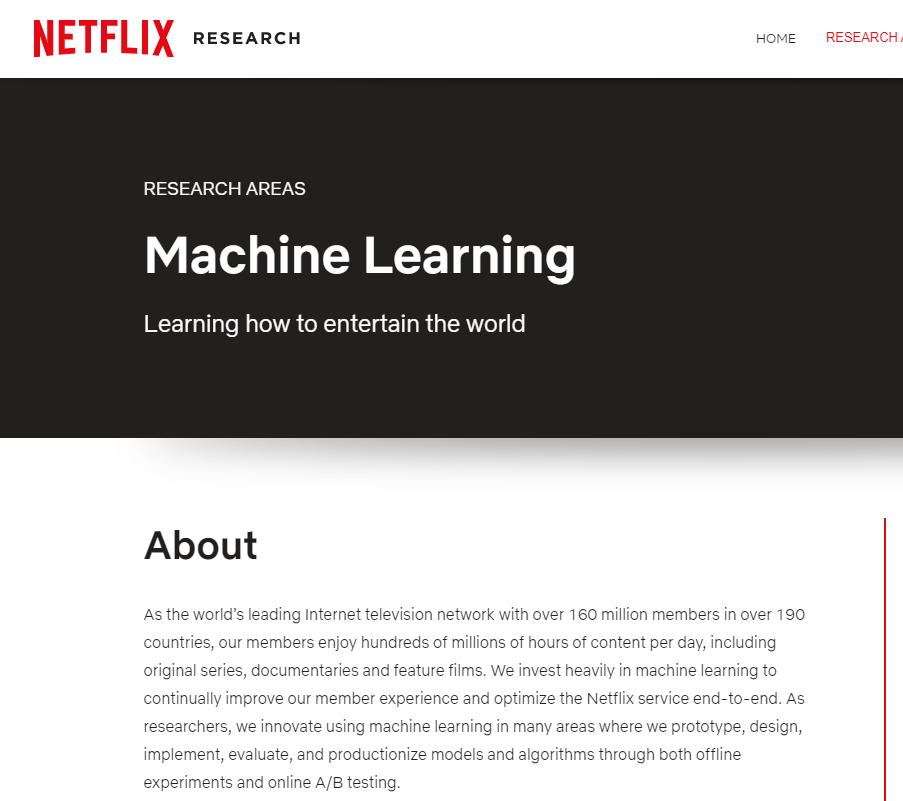 NETFLIX RESEARCH
HOME RESEARCH
RESEARCH AREAS
Machine Learning
Learning how to entertain the world
About
As the world’s leading Internet television network with over 160 million members in over 190
countries, our members enjoy hundreds of millions of hours of content per day, including
original series, documentaries and feature films. We invest heavily in machine learning to
continually improve our member experience and optimize the Netflix service end-to-end. As
researchers, we innovate using machine learning in many areas where we prototype, design,
implement, evaluate, and productionize models and algorithms through both offline
experiments and online A/B testing.